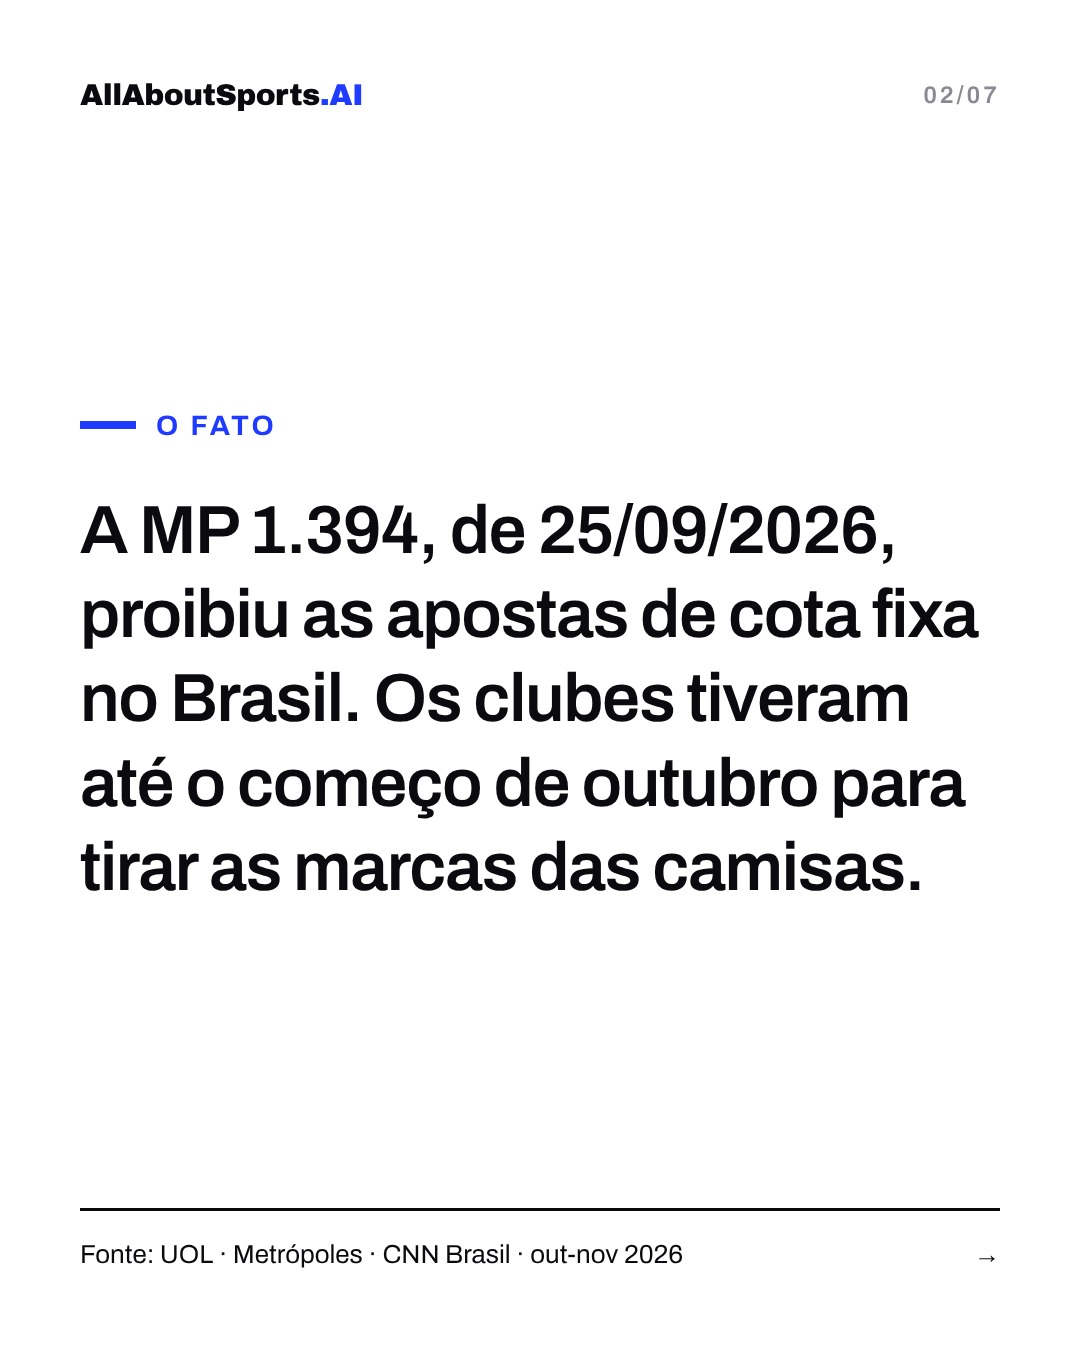 AllAboutSports.AI
02/07
O FATO
A MP 1.394, de 25/09/2026,
proibiu as apostas de cota fixa
no Brasil. Os clubes tiveram
até o começo de outubro para
tirar as marcas das camisas.
Fonte: UOL · Metrópoles · CNN Brasil · out-nov 2026 →